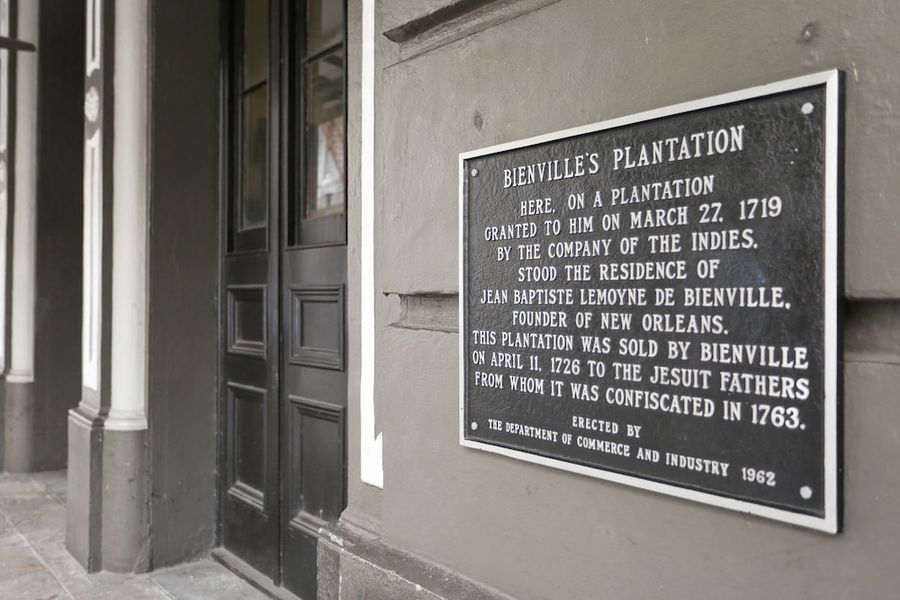 BIENVILLE'S PLANTATION
HERE, ON A PLANTATION
GRANTED TO HIM ON MARCH 27, 1719
BY THE COMPANY OF THE INDIES.
STOOD THE RESIDENCE OF
JEAN BAPTISTE LEMOYNE DE BIENVILLE,
FOUNDER OF NEW ORLEANS.
THIS PLANTATION WAS SOLD BY BIENVILLE
ON APRIL 11, 1726 TO THE JESUIT FATHERS
FROM WHOM IT WAS CONFISCATED IN 1763.
ERECTED BY
THE DEPARTMENT OF COMMERCE AND INDUSTRY 1962